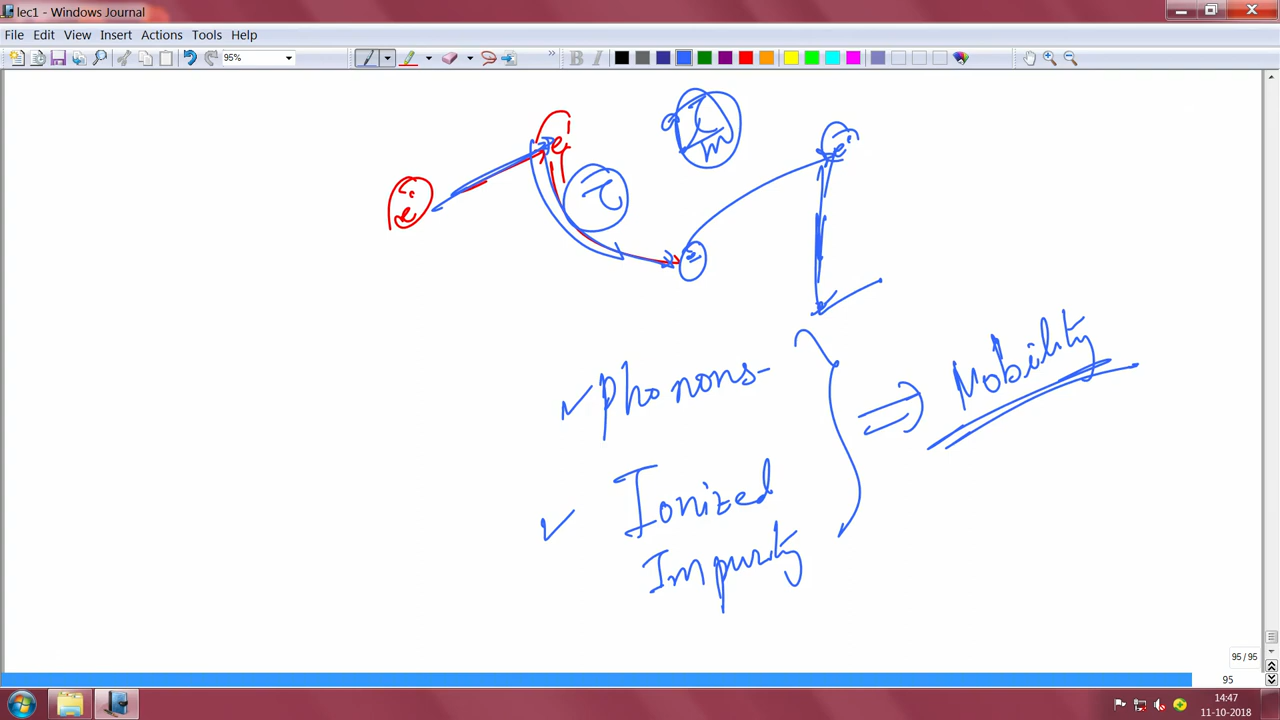 lec1 - Windows Journal
File Edit View Insert Actions Tools Help
95%
B I
e
e
τ
e
phonons-
Ionized
Impurity
⇒ Mobility
95 / 95
95
14:47
11-10-2018